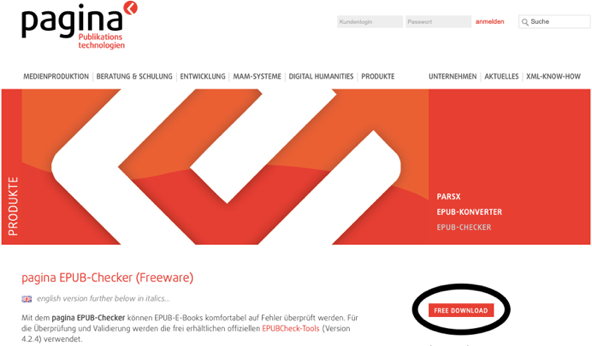 pagina
Publikations
technologien
Kundenlogin Passwort anmelden Suche
MEDIENPRODUKTION BERATUNG & SCHULUNG ENTWICKLUNG MAM-SYSTEME DIGITAL HUMANITIES PRODUKTE UNTERNEHMEN AKTUELLES XML-KNOW-HOW
PRODUKTE
PARSX
EPUB-KONVERTER
EPUB-CHECKER
pagina EPUB-Checker (Freeware)
english version further below in italics...
FREE DOWNLOAD
Mit dem pagina EPUB-Checker können EPUB-E-Books komfortabel auf Fehler überprüft werden. Für
die Überprüfung und Validierung werden die frei erhältlichen offiziellen EPUBCheck-Tools (Version
4.2.4) verwendet.